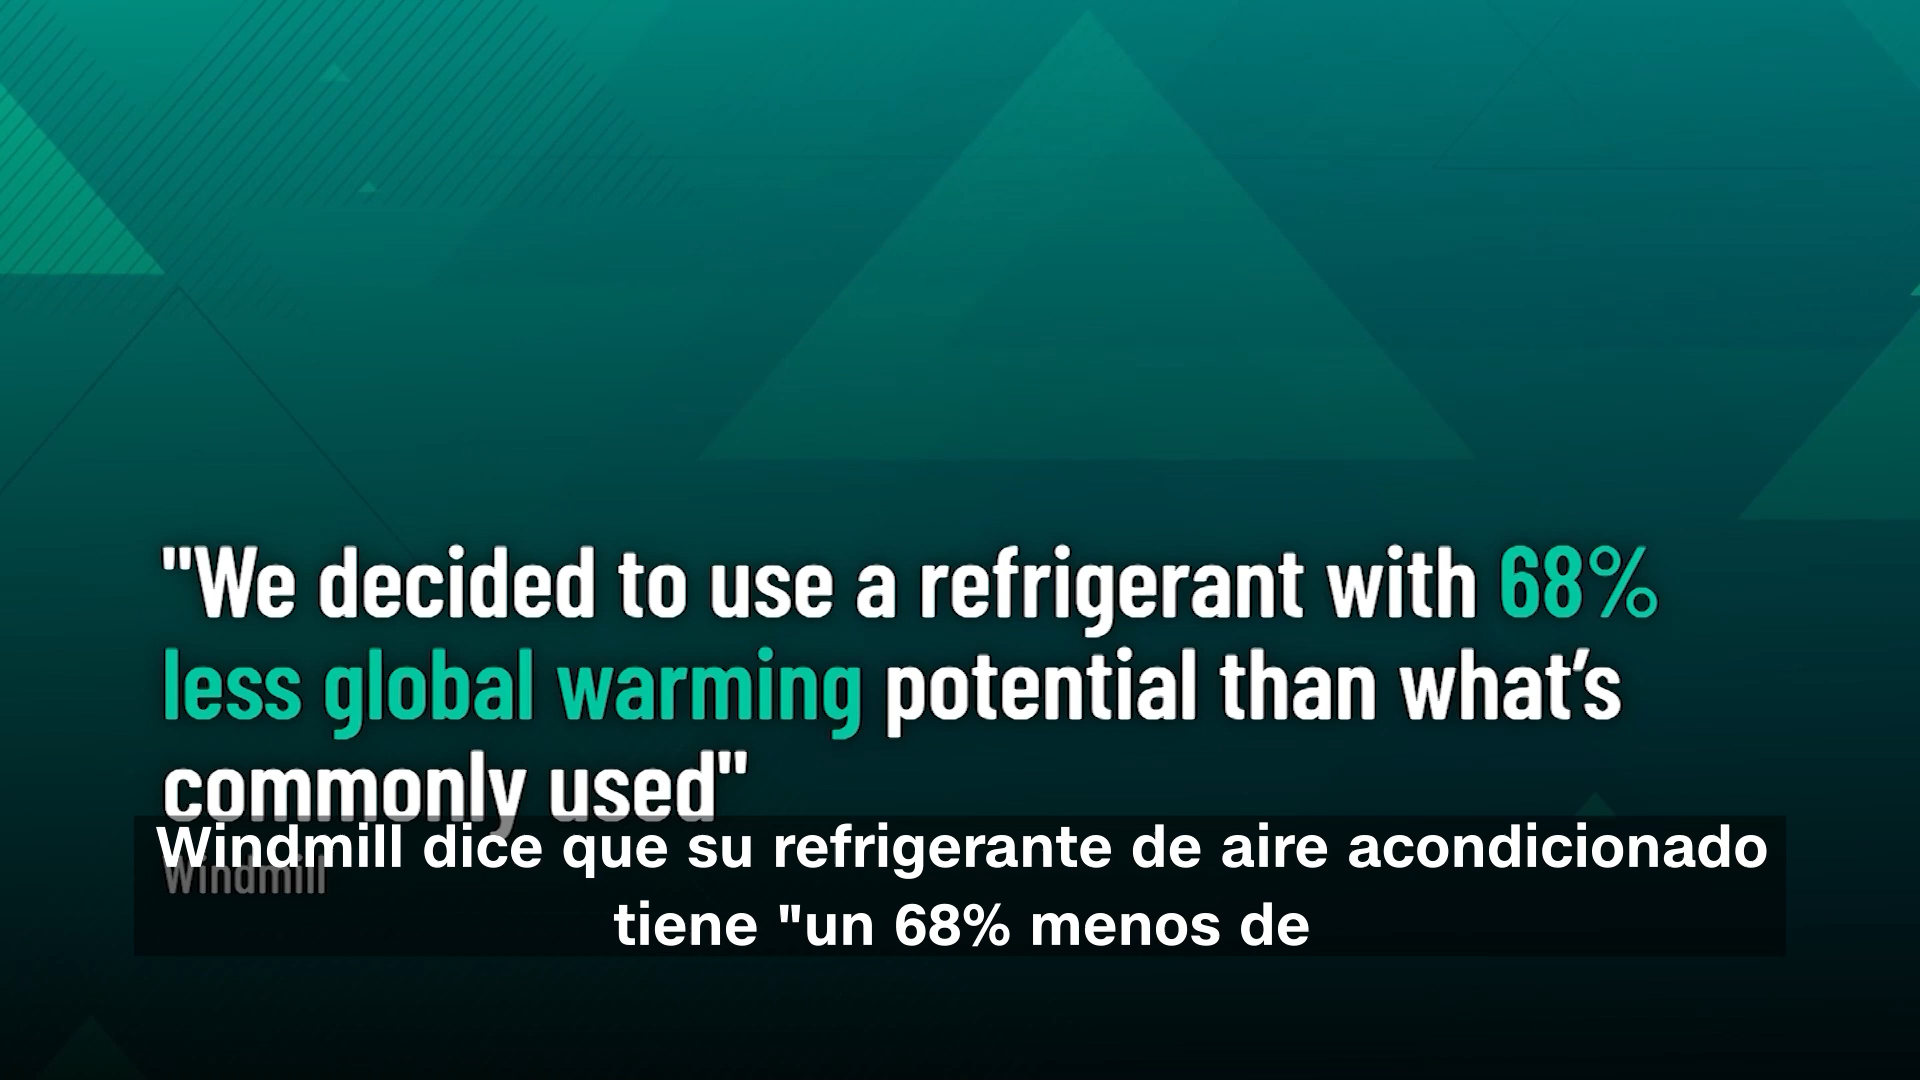 "We decided to use a refrigerant with 68%
less global warming potential than what's
commonly used"
Windmill
Windmill dice que su refrigerante de aire acondicionado
tiene "un 68% menos de